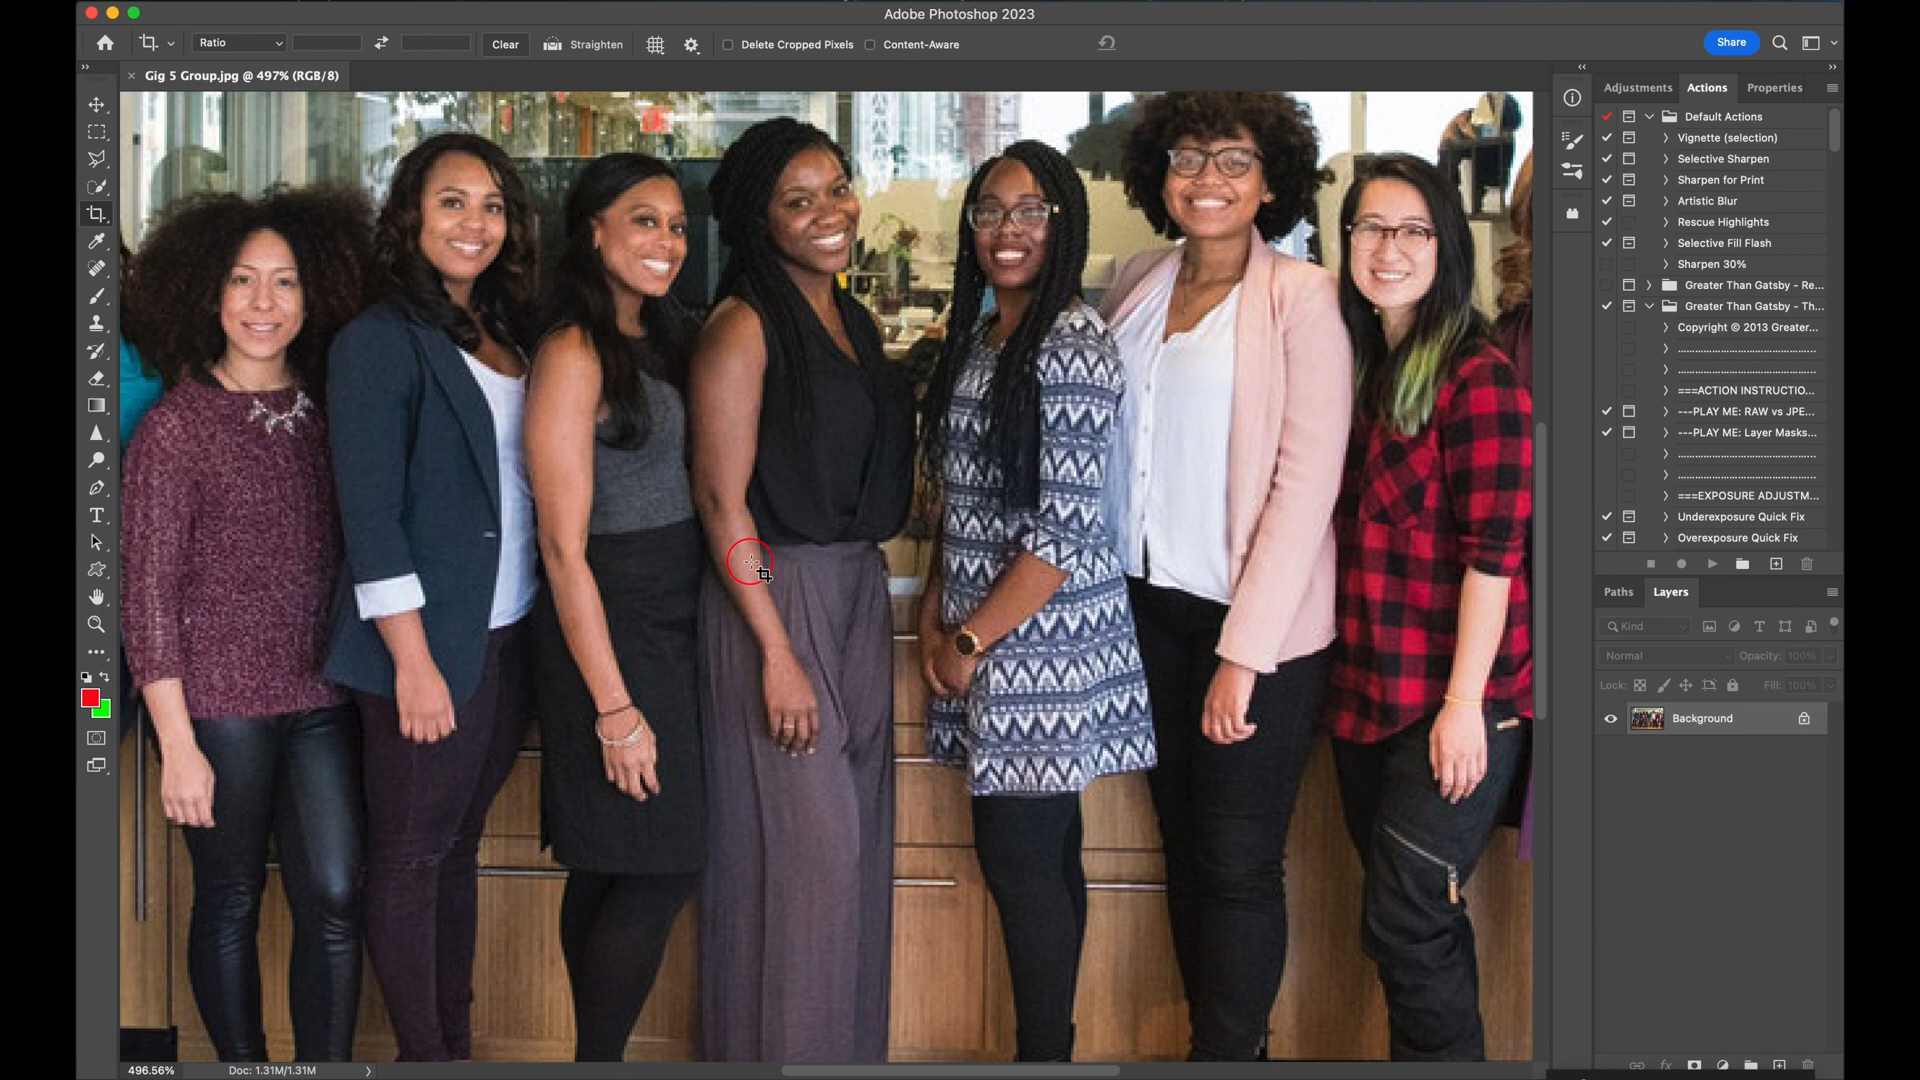 Adobe Photoshop 2023
Ratio Clear Straighten Delete Cropped Pixels Content-Aware Share
Gig 5 Group.jpg @ 497% (RGB/8)
Adjustments Actions Properties
Default Actions
Vignette (selection)
Selective Sharpen
Sharpen for Print
Artistic Blur
Rescue Highlights
Selective Fill Flash
Sharpen 30%
Greater Than Gatsby - Re...
Greater Than Gatsby - Th...
Copyright © 2013 Greater...
................................................
................................................
===ACTION INSTRUCTIO...
---PLAY ME: RAW vs JPE...
---PLAY ME: Layer Masks...
................................................
................................................
===EXPOSURE ADJUSTM...
Underexposure Quick Fix
Overexposure Quick Fix
Paths Layers
Kind
Normal Opacity: 100%
Lock: Fill: 100%
Background
496.56% Doc: 1.31M/1.31M